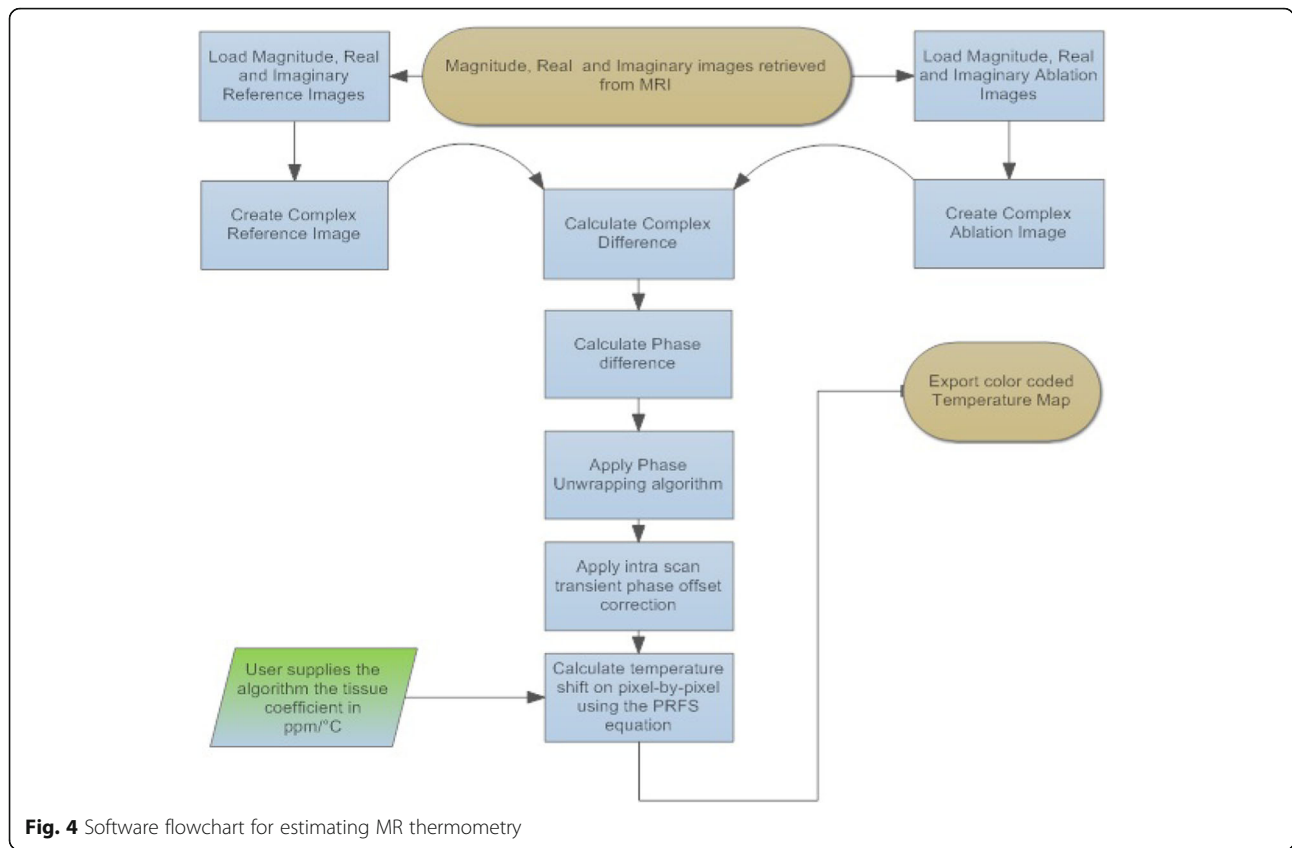 Load Magnitude, Real
and Imaginary
Reference Images
Magnitude, Real and Imaginary images retrieved
from MRI
Load Magnitude, Real
and Imaginary Ablation
Images
Create Complex
Reference Image
Calculate Complex
Difference
Create Complex
Ablation Image
Calculate Phase
difference
Export color coded
Temperature Map
Apply Phase
Unwrapping algorithm
Apply intra scan
transient phase offset
correction
User supplies the
algorithm the tissue
coefficient in
ppm/°C
Calculate temperature
shift on pixel-by-pixel
using the PRFS
equation
Fig. 4 Software flowchart for estimating MR thermometry